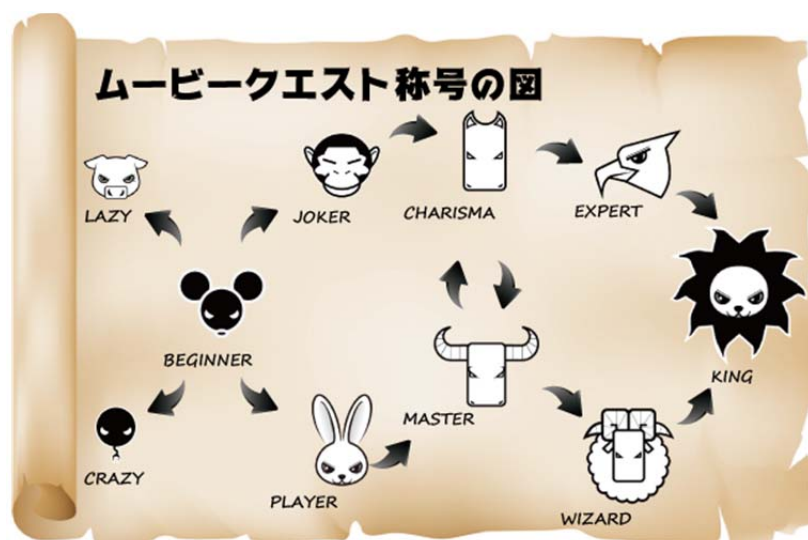 ムービークエスト称号の図
LAZY
JOKER
CHARISMA
EXPERT
BEGINNER
KING
MASTER
CRAZY
PLAYER
WIZARD